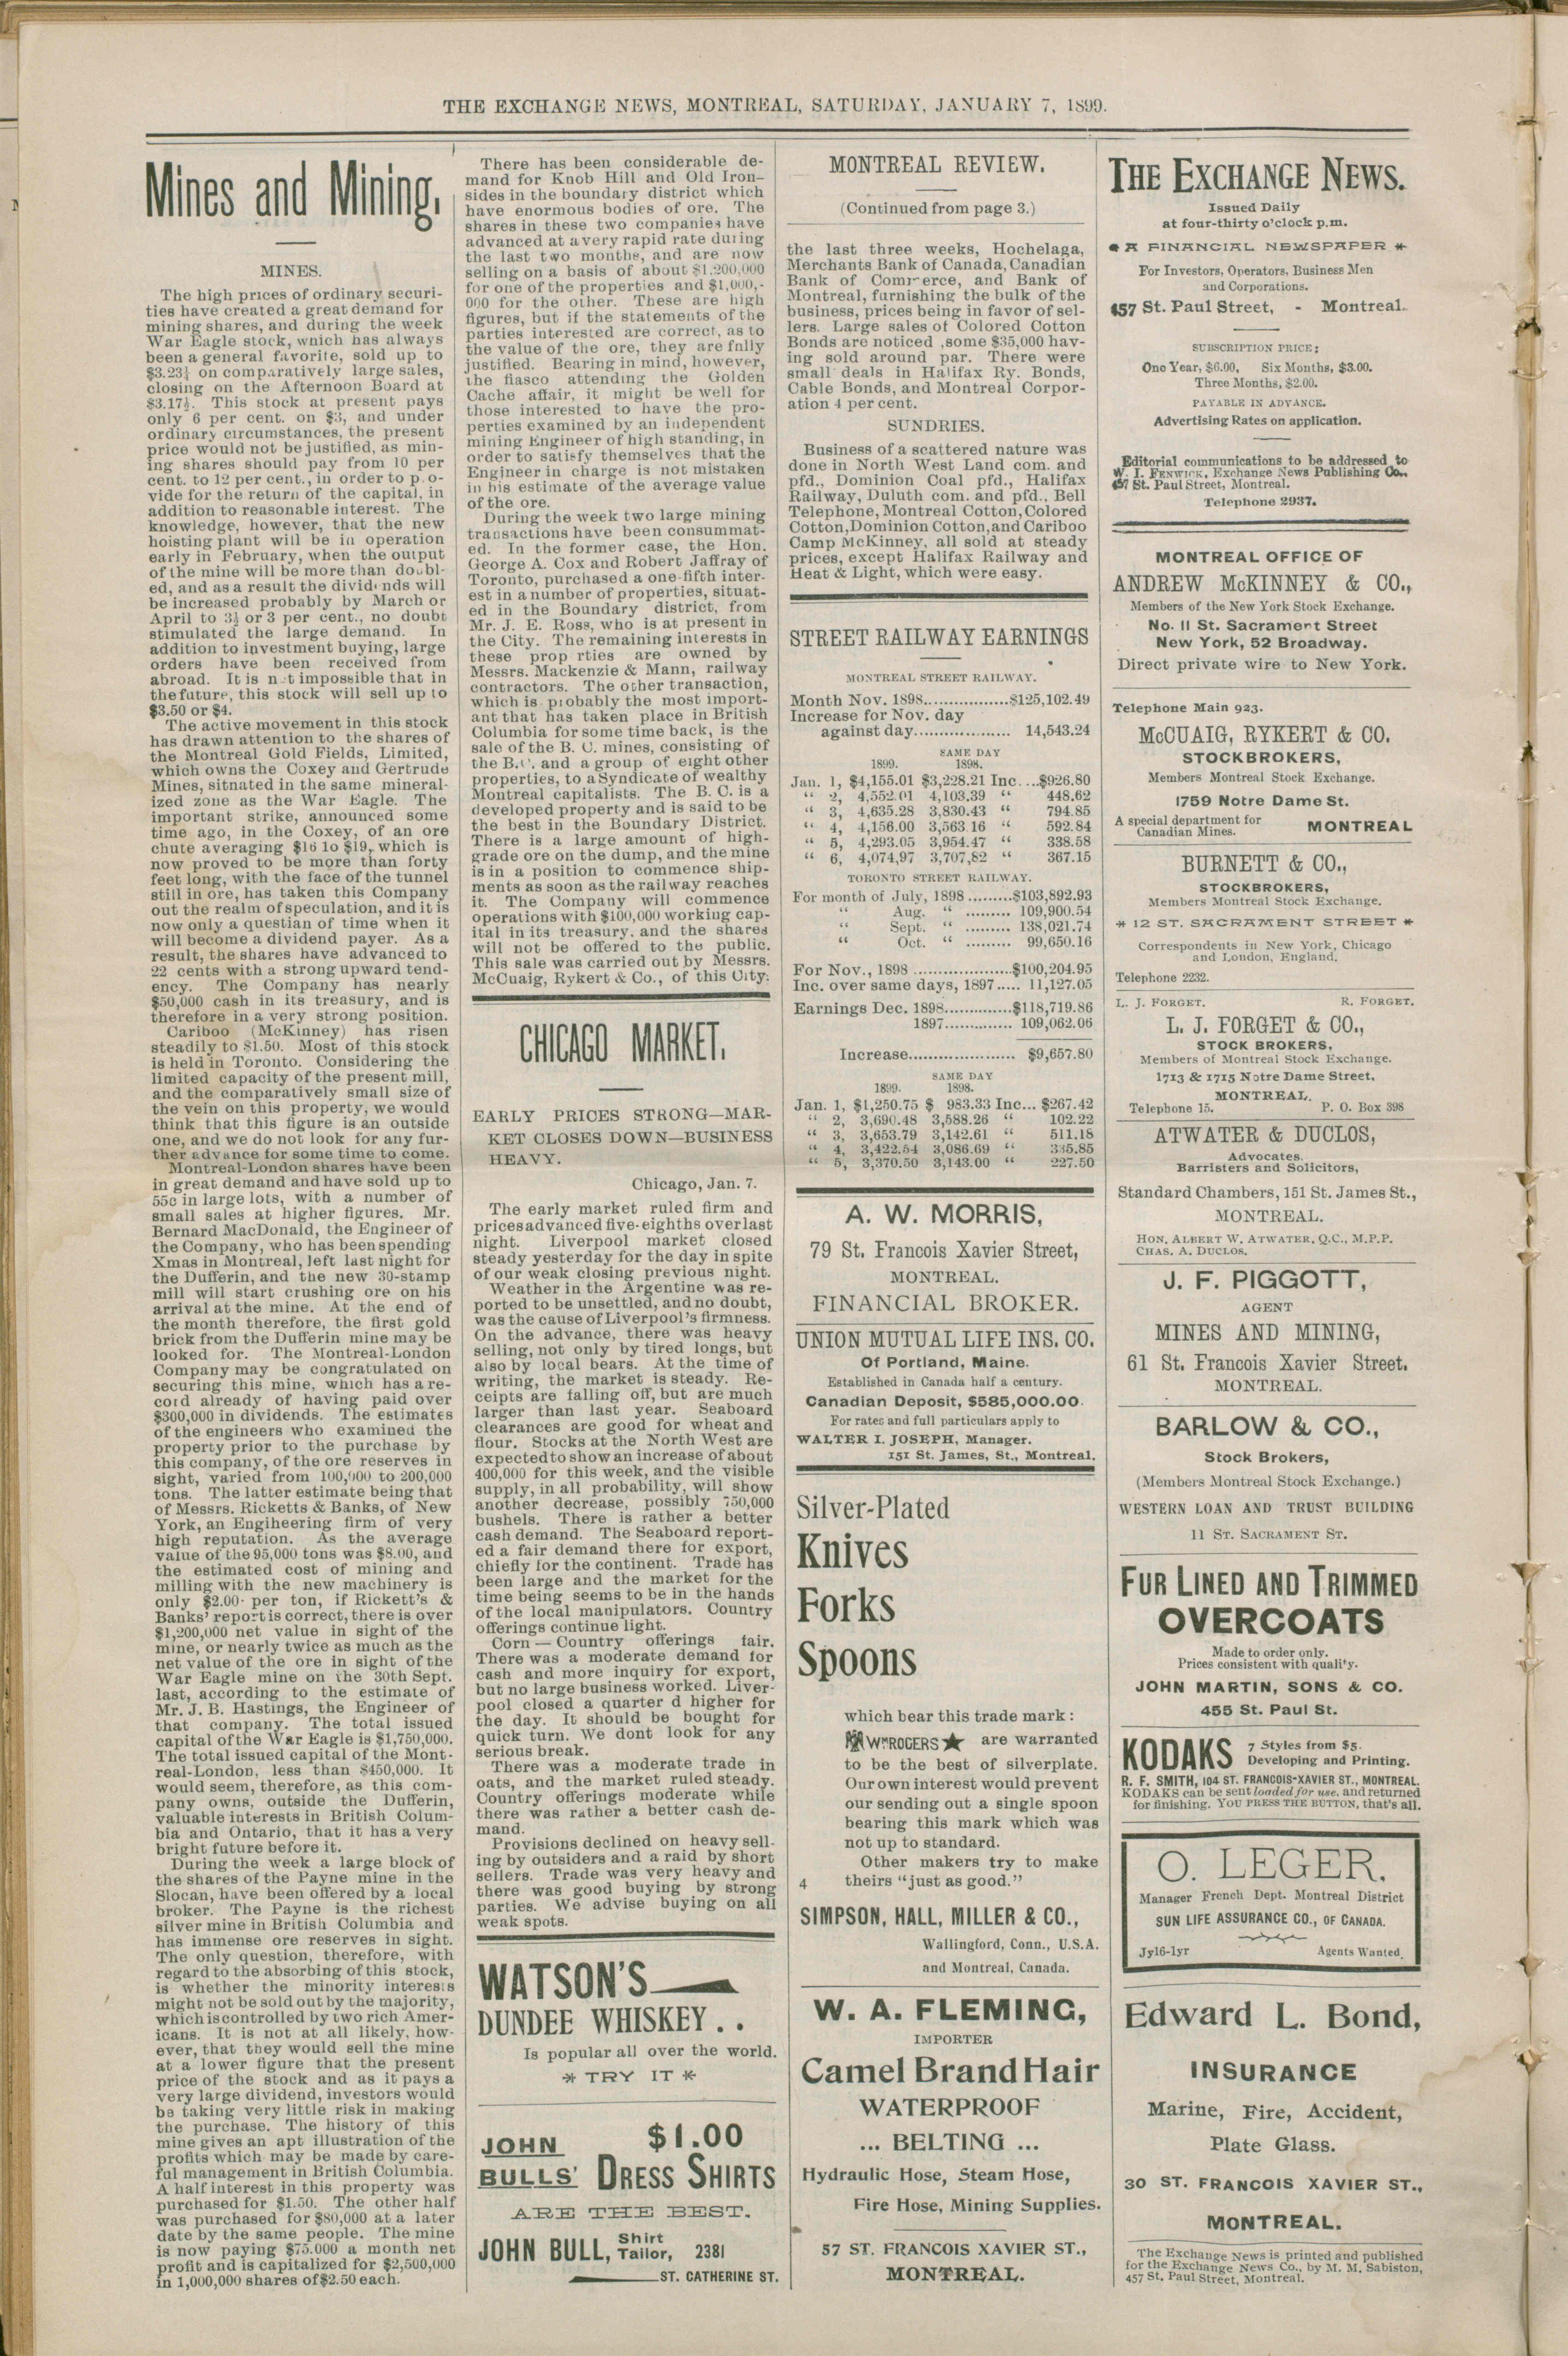 THE EXCHANGE NEWS, MONTREAL, SATURDAY, JANUARY 7, 1899.
Mines and Mining.
MINES.
The high prices of ordinary securi-
ties have created a great demand for
mining shares, and during the week
War Eagle stock, which has always
been a general favorite, sold up to
$3.23½ on comparatively large sales,
closing on the Afternoon Board at
$3.17½. This stock at present pays
only 6 per cent. on $3, and under
ordinary circumstances, the present
price would not be justified, as min-
ing shares should pay from 10 per
cent. to 12 per cent., in order to p.o-
vide for the return of the capital, in
addition to reasonable interest. The
knowledge, however, that the new
hoisting plant will be in operation
early in February, when the output
of the mine will be more than doubl-
ed, and as a result the divid nds will
be increased probably by March or
April to 3½ or 3 per cent., no doubt
stimulated the large demand. In
addition to investment buying, large
orders have been received from
abroad. It is n t impossible that in
the future, this stock will sell up to
$3.50 or $4.
The active movement in this stock
has drawn attention to the shares of
the Montreal Gold Fields, Limited,
which owns the Coxey and Gertrude
Mines, sitnated in the same mineral-
ized zone as the War Eagle. The
important strike, announced some
time ago, in the Coxey, of an ore
chute averaging $16 to $19, which is
now proved to be more than forty
feet long, with the face of the tunnel
still in ore, has taken this Company
out the realm of speculation, and it is
now only a questian of time when it
will become a dividend payer. As a
result, the shares have advanced to
22 cents with a strong upward tend-
ency. The Company has nearly
$50,000 cash in its treasury, and is
therefore in a very strong position.
Cariboo (McKinney) has risen
steadily to $1.50. Most of this stock
is held in Toronto. Considering the
limited capacity of the present mill,
and the comparatively small size of
the vein on this property, we would
think that this figure is an outside
one, and we do not look for any fur-
ther advance for some time to come.
Montreal-London shares have been
in great demand and have sold up to
55c in large lots, with a number of
small sales at higher figures. Mr.
Bernard MacDonald, the Engineer of
the Company, who has been spending
Xmas in Montreal, left last night for
the Dufferin, and the new 30-stamp
mill will start crushing ore on his
arrival at the mine. At the end of
the month therefore, the first gold
brick from the Dufferin mine may be
looked for. The Montreal-London
Company may be congratulated on
securing this mine, which has a re-
cord already of having paid over
$300,000 in dividends. The estimates
of the engineers who examined the
property prior to the purchase by
this company, of the ore reserves in
sight, varied from 100,000 to 200,000
tons. The latter estimate being that
of Messrs. Ricketts & Banks, of New
York, an Engiheering firm of very
high reputation. As the average
value of the 95,000 tons was $8.00, and
the estimated cost of mining and
milling with the new machinery is
only $2.00 per ton, if Rickett's &
Banks' report is correct, there is over
$1,200,000 net value in sight of the
mine, or nearly twice as much as the
net value of the ore in sight of the
War Eagle mine on the 30th Sept.
last, according to the estimate of
Mr. J. B. Hastings, the Engineer of
that company. The total issued
capital of the War Eagle is $1,750,000.
The total issued capital of the Mont-
real-London, less than $450,000. It
would seem, therefore, as this com-
pany owns, outside the Dufferin,
valuable interests in British Colum-
bia and Ontario, that it has a very
bright future before it.
During the week a large block of
the shares of the Payne mine in the
Slocan, have been offered by a local
broker. The Payne is the richest
silver mine in British Columbia and
has immense ore reserves in sight.
The only question, therefore, with
regard to the absorbing of this stock,
is whether the minority interests
might not be sold out by the majority,
which is controlled by two rich Amer-
icans. It is not at all likely, how-
ever, that they would sell the mine
at a lower figure that the present
price of the stock and as it pays a
very large dividend, investors would
be taking very little risk in making
the purchase. The history of this
mine gives an apt illustration of the
profits which may be made by care-
ful management in British Columbia.
A half interest in this property was
purchased for $1.50. The other half
was purchased for $80,000 at a later
date by the same people. The mine
is now paying $75.000 a month net
profit and is capitalized for $2,500,000
in 1,000,000 shares of $2.50 each.
There has been considerable de-
mand for Knob Hill and Old Iron-
sides in the boundary district which
have enormous bodies of ore. The
shares in these two companies have
advanced at a very rapid rate during
the last two months, and are now
selling on a basis of about $1.200,000
for one of the properties and $1,000,-
000 for the other. These are high
figures, but if the statements of the
parties interested are correct, as to
the value of the ore, they are fnlly
justified. Bearing in mind, however,
the fiasco attending the Golden
Cache affair, it might be well for
those interested to have the pro-
perties examined by an independent
mining Engineer of high standing, in
order to satisfy themselves that the
Engineer in charge is not mistaken
in his estimate of the average value
of the ore.
During the week two large mining
transactions have been consummat-
ed. In the former case, the Hon.
George A. Cox and Robert Jaffray of
Toronto, purchased a one-fifth inter-
est in a number of properties, situat-
ed in the Boundary district, from
Mr. J. E. Ross, who is at present in
the City. The remaining interests in
these prop rties are owned by
Messrs. Mackenzie & Mann, railway
contractors. The other transaction,
which is probably the most import-
ant that has taken place in British
Columbia for some time back, is the
sale of the B. C. mines, consisting of
the B.C. and a group of eight other
properties, to a Syndicate of wealthy
Montreal capitalists. The B. C. is a
developed property and is said to be
the best in the Boundary District.
There is a large amount of high-
grade ore on the dump, and the mine
is in a position to commence ship-
ments as soon as the railway reaches
it. The Company will commence
operations with $100,000 working cap-
ital in its treasury, and the shares
will not be offered to the public.
This sale was carried out by Messrs.
McCuaig, Rykert & Co., of this City.
CHICAGO MARKET.
EARLY PRICES STRONG—MAR-
KET CLOSES DOWN—BUSINESS
HEAVY.
Chicago, Jan. 7.
The early market ruled firm and
prices advanced five-eighths over last
night. Liverpool market closed
steady yesterday for the day in spite
of our weak closing previous night.
Weather in the Argentine was re-
ported to be unsettled, and no doubt,
was the cause of Liverpool's firmness.
On the advance, there was heavy
selling, not only by tired longs, but
also by local bears. At the time of
writing, the market is steady. Re-
ceipts are falling off, but are much
larger than last year. Seaboard
clearances are good for wheat and
flour. Stocks at the North West are
expected to show an increase of about
400,000 for this week, and the visible
supply, in all probability, will show
another decrease, possibly 750,000
bushels. There is rather a better
cash demand. The Seaboard report-
ed a fair demand there for export,
chiefly for the continent. Trade has
been large and the market for the
time being seems to be in the hands
of the local manipulators. Country
offerings continue light.
Corn — Country offerings fair.
There was a moderate demand for
cash and more inquiry for export,
but no large business worked. Liver-
pool closed a quarter d higher for
the day. It should be bought for
quick turn. We dont look for any
serious break.
There was a moderate trade in
oats, and the market ruled steady.
Country offerings moderate while
there was rather a better cash de-
mand.
Provisions declined on heavy sell-
ing by outsiders and a raid by short
sellers. Trade was very heavy and
there was good buying by strong
parties. We advise buying on all
weak spots.
WATSON'S
DUNDEE WHISKEY . .
Is popular all over the world.
* TRY IT *
JOHN BULLS' $1.00
DRESS SHIRTS
ARE THE BEST.
JOHN BULL, Shirt Tailor, 2381
ST. CATHERINE ST.
MONTREAL REVIEW.
(Continued from page 3.)
the last three weeks, Hochelaga,
Merchants Bank of Canada, Canadian
Bank of Commerce, and Bank of
Montreal, furnishing the bulk of the
business, prices being in favor of sel-
lers. Large sales of Colored Cotton
Bonds are noticed ,some $35,000 hav-
ing sold around par. There were
small deals in Halifax Ry. Bonds,
Cable Bonds, and Montreal Corpor-
ation 4 per cent.
SUNDRIES.
Business of a scattered nature was
done in North West Land com. and
pfd., Dominion Coal pfd., Halifax
Railway, Duluth com. and pfd., Bell
Telephone, Montreal Cotton, Colored
Cotton, Dominion Cotton, and Cariboo
Camp McKinney, all sold at steady
prices, except Halifax Railway and
Heat & Light, which were easy.
STREET RAILWAY EARNINGS
MONTREAL STREET RAILWAY.
Month Nov. 1898.................$125,102.49
Increase for Nov. day
against day................... 14,543.24
SAME DAY
1899. 1898.
Jan. 1, $4,155.01 $3,228.21 Inc....$926.80
“ 2, 4,552.01 4,103.39 “ 448.62
“ 3, 4,635.28 3,830.43 “ 794.85
“ 4, 4,156.00 3,563.16 “ 592.84
“ 5, 4,293.05 3,954.47 “ 338.58
“ 6, 4,074,97 3,707,82 “ 367.15
TORONTO STREET RAILWAY.
For month of July, 1898 .........$103,892.93
“ Aug. “ ......... 109,900.54
“ Sept. “ ......... 138,021.74
“ Oct. “ ......... 99,650.16
For Nov., 1898 ....................$100,204.95
Inc. over same days, 1897 ..... 11,127.05
Earnings Dec. 1898..............$118,719.86
1897.............. 109,062.06
Increase...................... $9,657.80
SAME DAY
1899. 1898.
Jan. 1, $1,250.75 $ 983.33 Inc... $267.42
“ 2, 3,690.48 3,588.26 “ 102.22
“ 3, 3,653.79 3,142.61 “ 511.18
“ 4, 3,422.54 3,086.69 “ 335.85
“ 5, 3,370.50 3,143.00 “ 227.50
A. W. MORRIS,
79 St. Francois Xavier Street,
MONTREAL.
FINANCIAL BROKER.
UNION MUTUAL LIFE INS. CO.
Of Portland, Maine.
Established in Canada half a century.
Canadian Deposit, $585,000.00.
For rates and full particulars apply to
WALTER I. JOSEPH, Manager.
151 St. James, St., Montreal.
Silver-Plated
Knives
Forks
Spoons
which bear this trade mark :
WM ROGERS ★ are warranted
to be the best of silverplate.
Our own interest would prevent
our sending out a single spoon
bearing this mark which was
not up to standard.
Other makers try to make
4 theirs “just as good.”
SIMPSON, HALL, MILLER & CO.,
Wallingford, Conn., U.S.A.
and Montreal, Canada.
W. A. FLEMING,
IMPORTER
Camel Brand Hair
WATERPROOF
... BELTING ...
Hydraulic Hose, Steam Hose,
Fire Hose, Mining Supplies.
57 ST. FRANCOIS XAVIER ST.,
MONTREAL.
THE EXCHANGE NEWS.
Issued Daily
at four-thirty o'clock p.m.
* A FINANCIAL NEWSPAPER *
For Investors, Operators, Business Men
and Corporations.
457 St. Paul Street, - Montreal.
SUBSCRIPTION PRICE:
One Year, $6.00, Six Months, $3.00.
Three Months, $2.00.
PAYABLE IN ADVANCE.
Advertising Rates on application.
Editorial communications to be addressed to
W. I. FENWICK, Exchange News Publishing Co.,
457 St. Paul Street, Montreal.
Telephone 2937.
MONTREAL OFFICE OF
ANDREW McKINNEY & CO.,
Members of the New York Stock Exchange.
No. 11 St. Sacrament Street
New York, 52 Broadway.
Direct private wire to New York.
Telephone Main 923.
McCUAIG, RYKERT & CO.
STOCKBROKERS,
Members Montreal Stock Exchange.
1759 Notre Dame St.
A special department for
Canadian Mines. MONTREAL
BURNETT & CO.,
STOCKBROKERS,
Members Montreal Stock Exchange.
* 12 ST. SACRAMENT STREET *
Correspondents in New York, Chicago
and London, England.
Telephone 2232.
L. J. FORGET. R. FORGET.
L. J. FORGET & CO.,
STOCK BROKERS,
Members of Montreal Stock Exchange.
1713 & 1715 Notre Dame Street,
MONTREAL.
Telephone 15. P. O. Box 398
ATWATER & DUCLOS,
Advocates.
Barristers and Solicitors,
Standard Chambers, 151 St. James St.,
MONTREAL.
HON. ALBERT W. ATWATER, Q.C., M.P.P.
CHAS. A. DUCLOS.
J. F. PIGGOTT,
AGENT
MINES AND MINING,
61 St. Francois Xavier Street.
MONTREAL.
BARLOW & CO.,
Stock Brokers,
(Members Montreal Stock Exchange.)
WESTERN LOAN AND TRUST BUILDING
11 ST. SACRAMENT ST.
FUR LINED AND TRIMMED
OVERCOATS
Made to order only.
Prices consistent with quality.
JOHN MARTIN, SONS & CO.
455 St. Paul St.
KODAKS 7 Styles from $5.
Developing and Printing.
R. F. SMITH, 104 ST. FRANCOIS-XAVIER ST., MONTREAL.
KODAKS can be sent loaded for use, and returned
for finishing. YOU PRESS THE BUTTON, that's all.
O. LEGER.
Manager French Dept. Montreal District
SUN LIFE ASSURANCE CO., OF CANADA.
Jy16-1yr Agents Wanted.
Edward L. Bond,
INSURANCE
Marine, Fire, Accident,
Plate Glass.
30 ST. FRANCOIS XAVIER ST.,
MONTREAL.
The Exchange News is printed and published
for the Exchange News Co., by M. M. Sabiston,
457 St. Paul Street, Montreal.